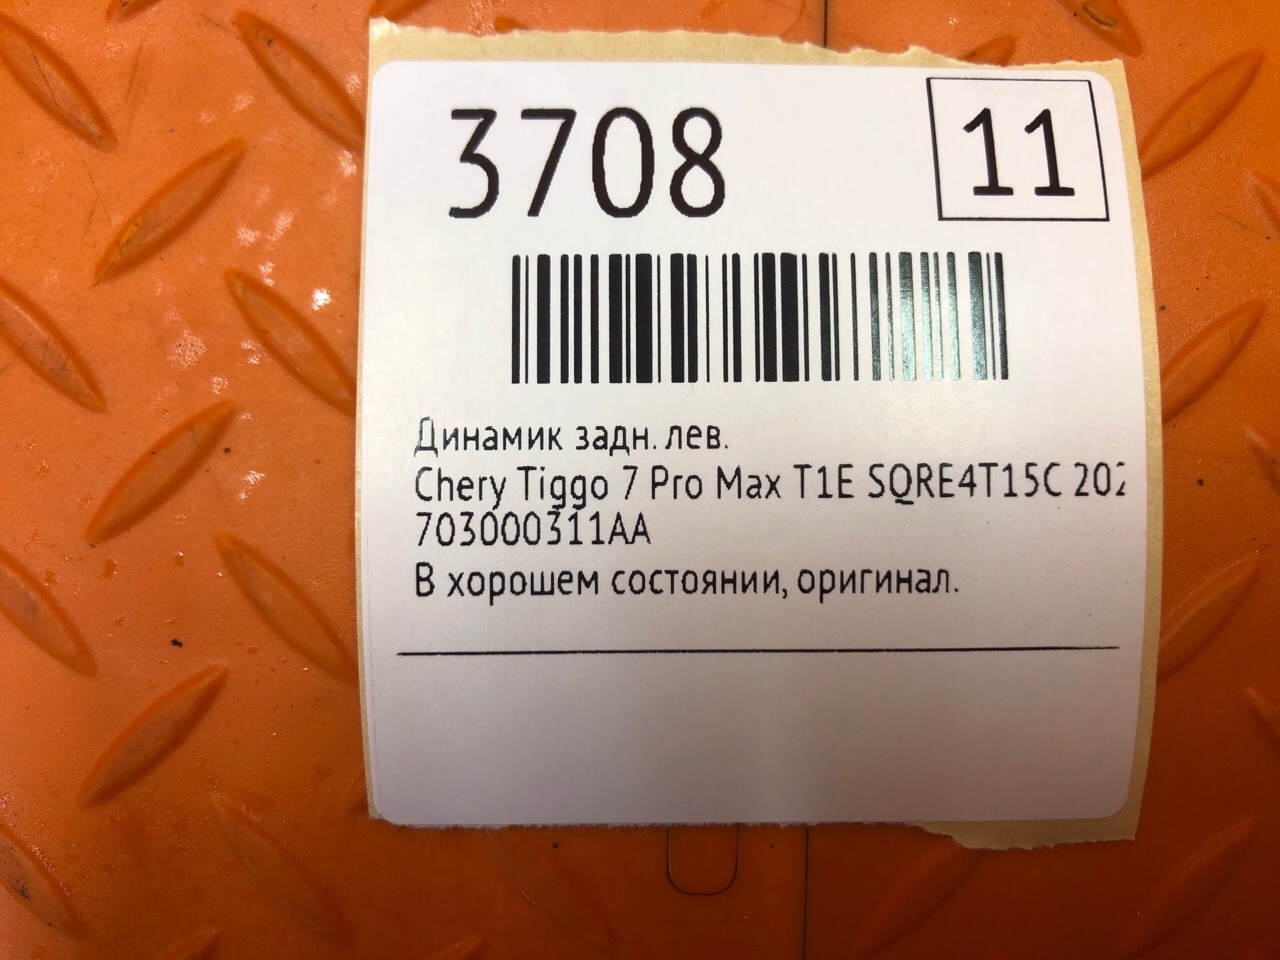 3708
11
Динамик задн. лев.
Chery Tiggo 7 Pro Max T1E SQRE4T15C 202
703000311AA
В хорошем состоянии, оригинал.